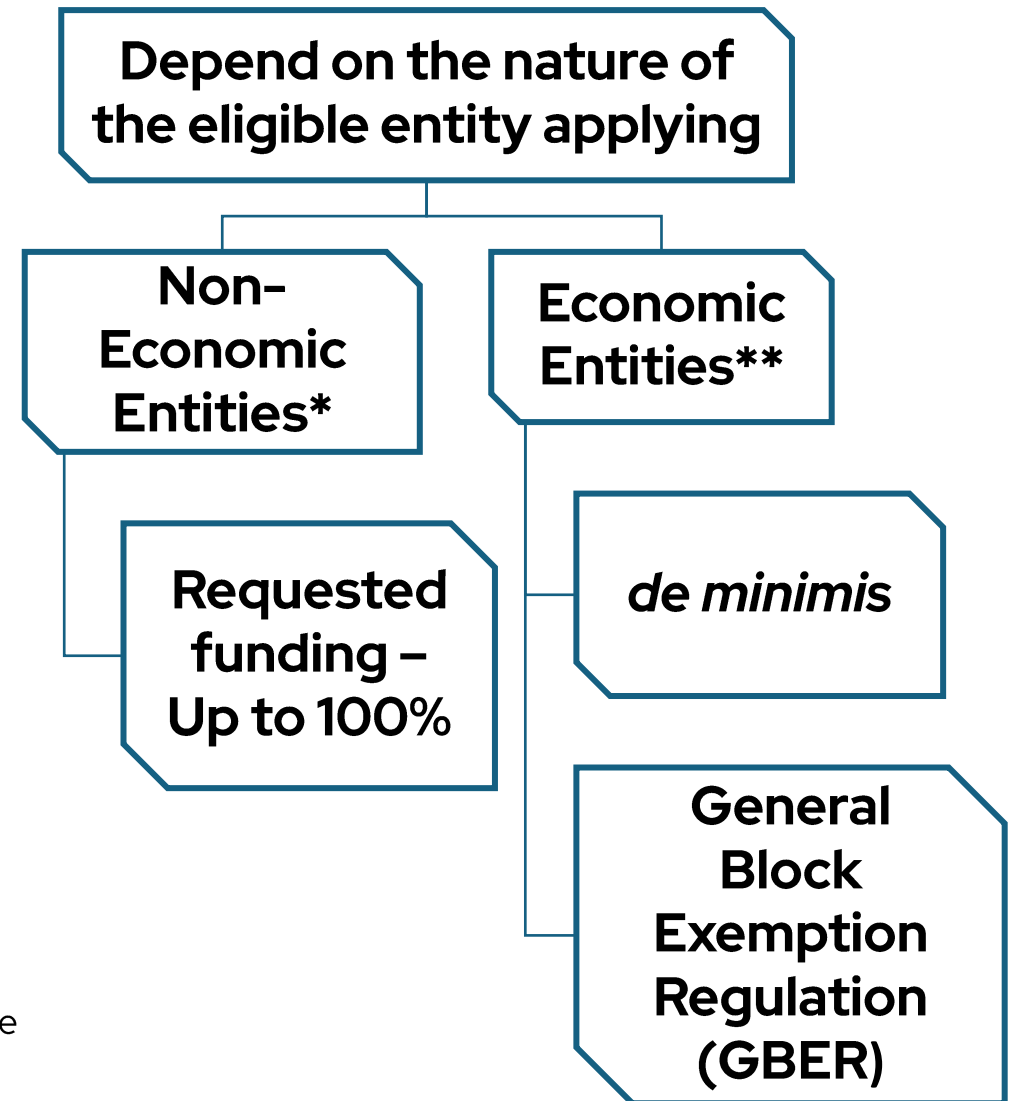 Depend on the nature of
the eligible entity applying
Non-
Economic
Entities*
Economic
Entities**
Requested
funding –
Up to 100%
de minimis
General
Block
Exemption
Regulation
(GBER)
e